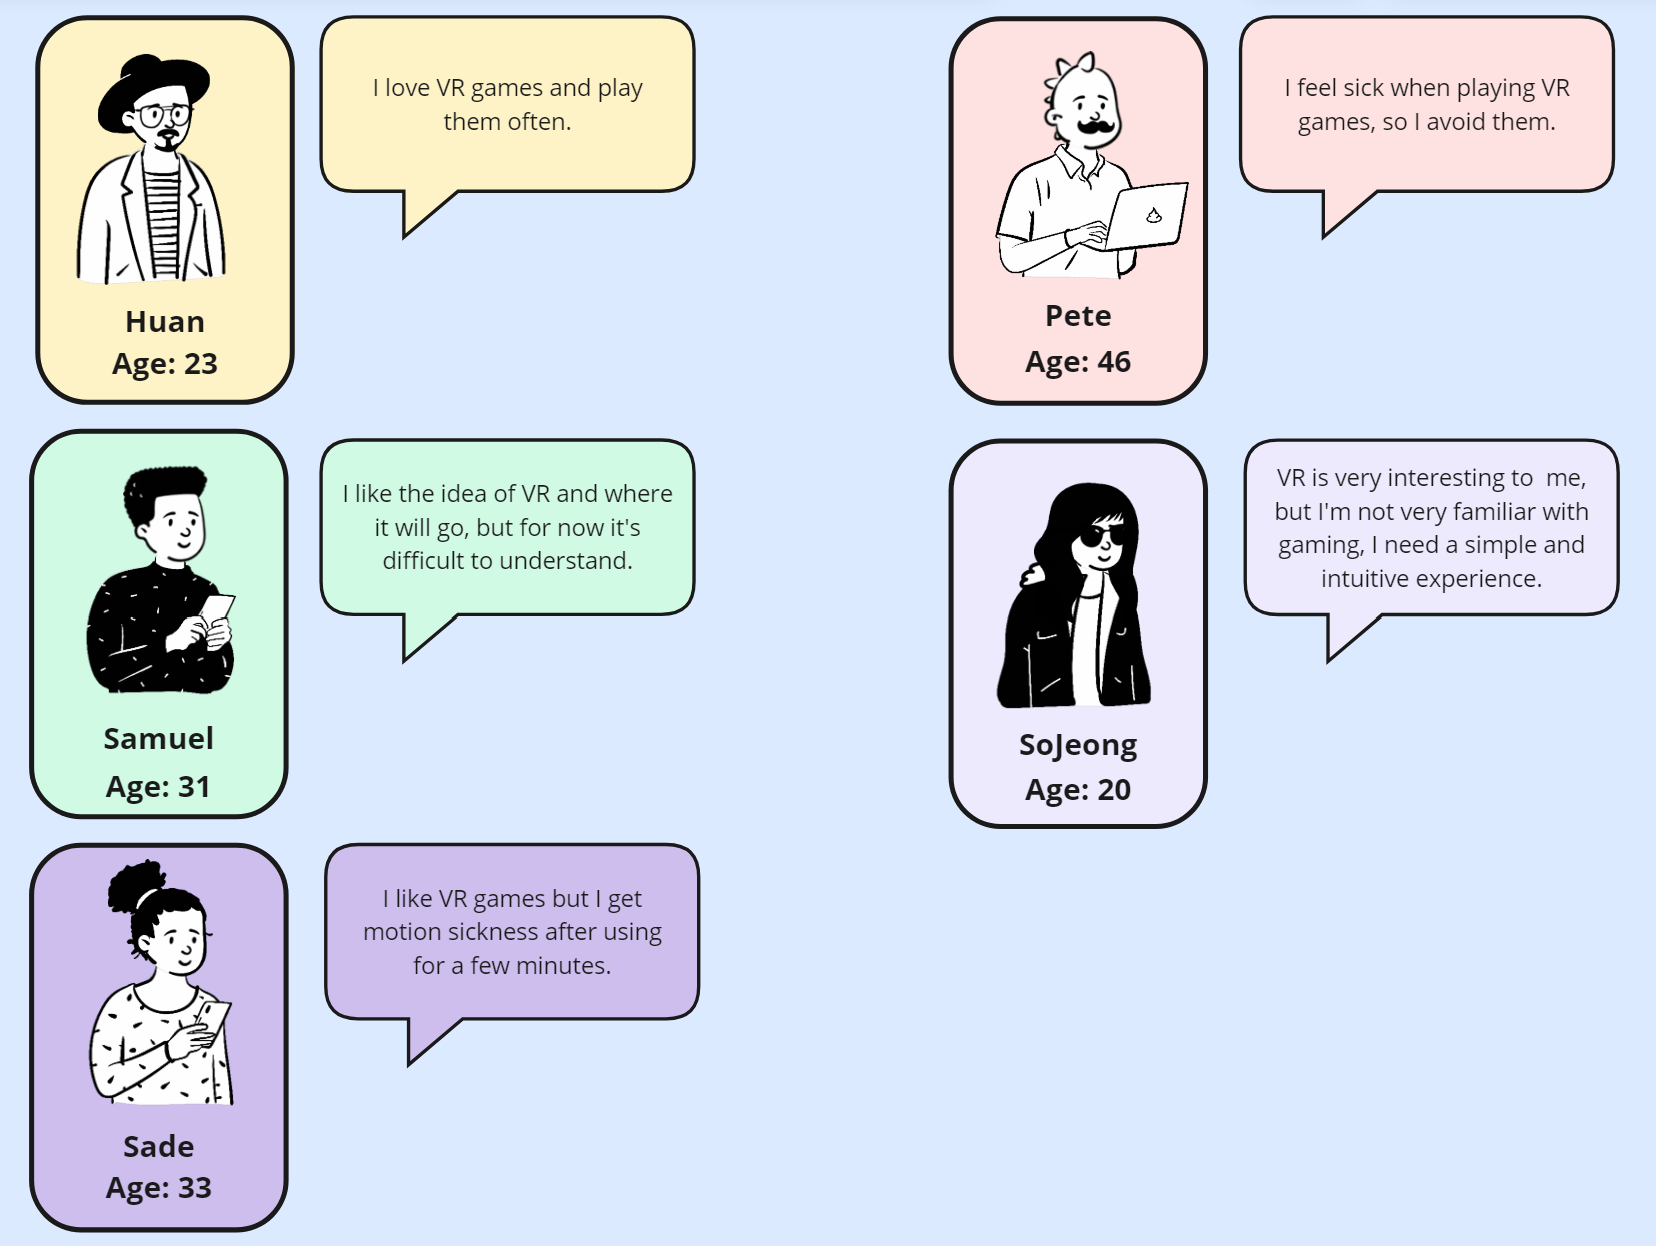 I love VR games and play
them often.
Huan
Age: 23
I feel sick when playing VR
games, so I avoid them.
Pete
Age: 46
I like the idea of VR and where
it will go, but for now it's
difficult to understand.
Samuel
Age: 31
VR is very interesting to  me,
but I'm not very familiar with
gaming, I need a simple and
intuitive experience.
SoJeong
Age: 20
I like VR games but I get
motion sickness after using
for a few minutes.
Sade
Age: 33